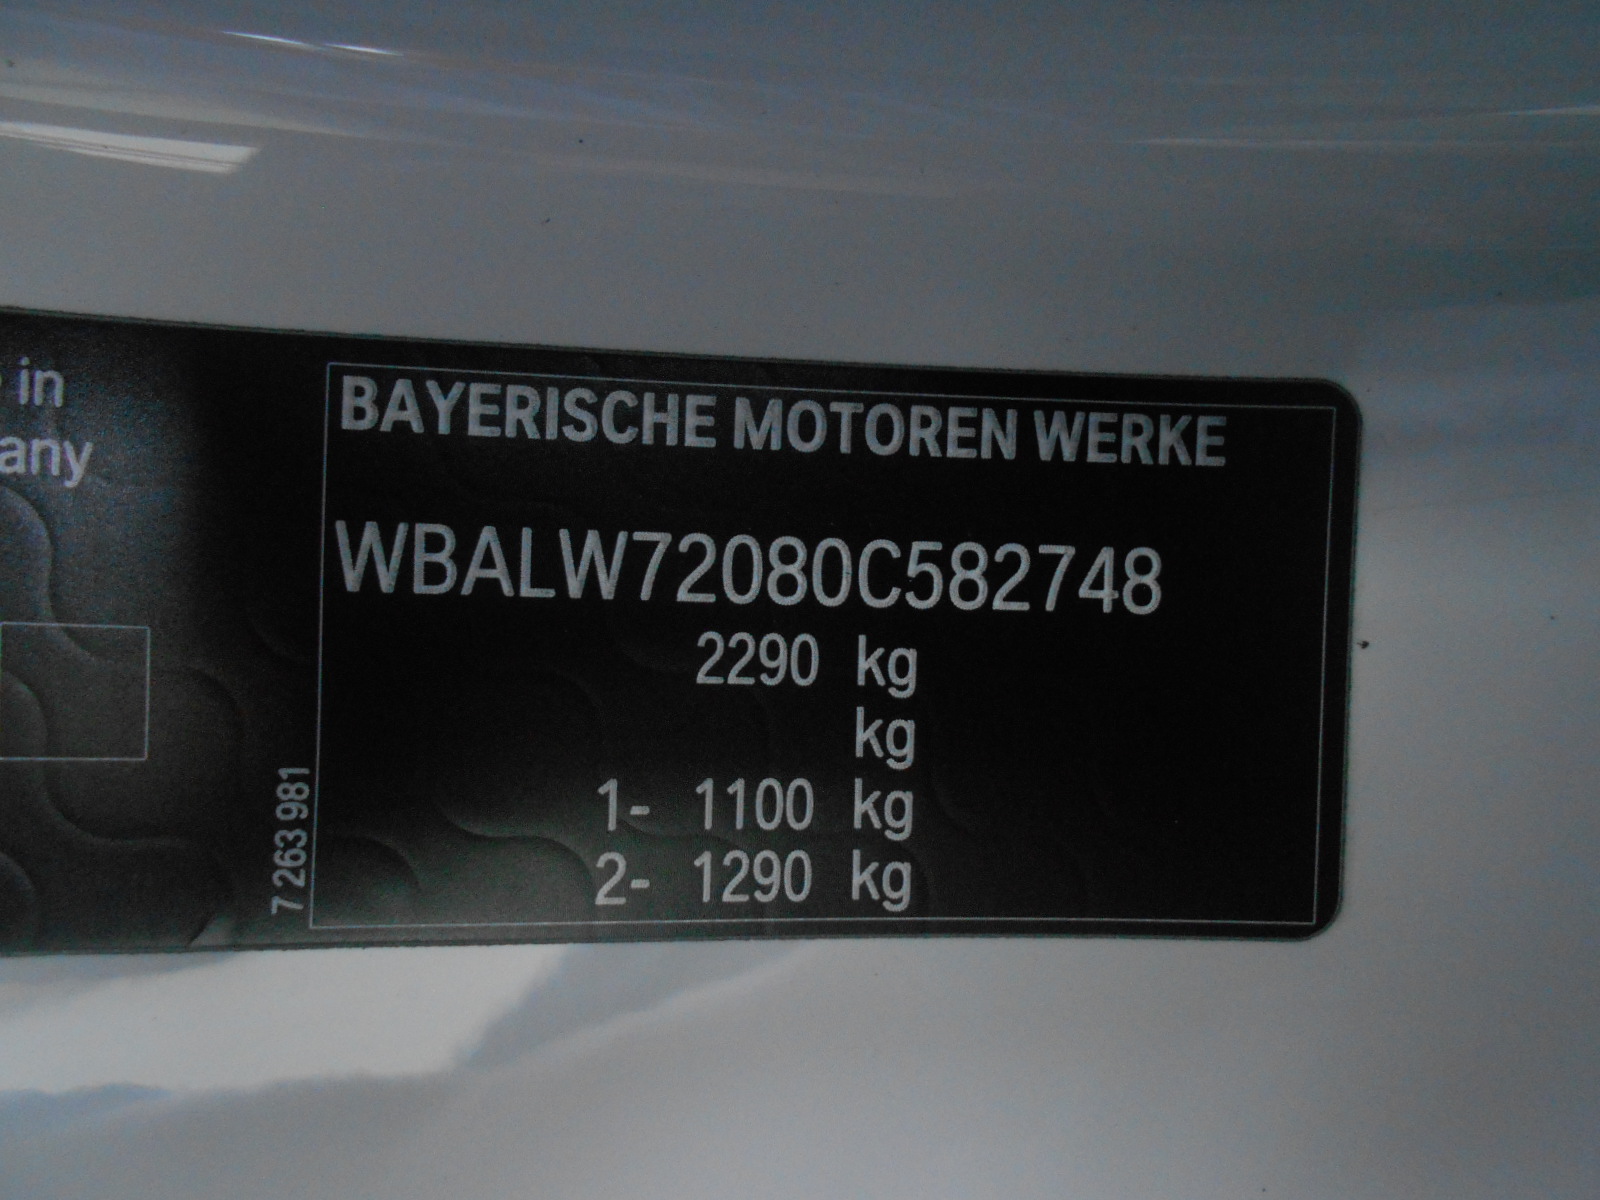 in
any
BAYERISCHE MOTOREN WERKE
WBALW72080C582748
2290 kg
kg
1- 1100 kg
2- 1290 kg
7 263 981